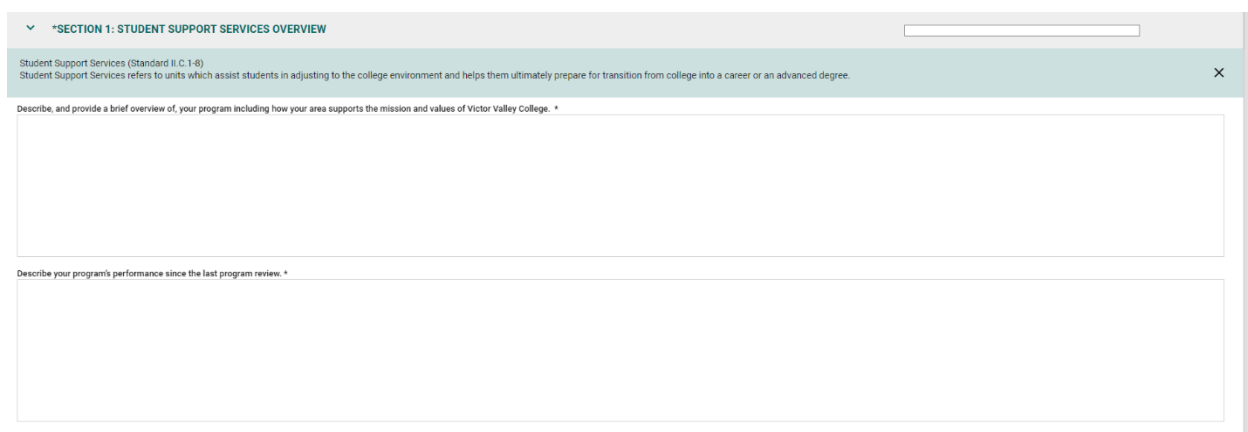 *SECTION 1: STUDENT SUPPORT SERVICES OVERVIEW
Student Support Services (Standard II.C.1-8)
Student Support Services refers to units which assist students in adjusting to the college environment and helps them ultimately prepare for transition from college into a career or an advanced degree.
Describe, and provide a brief overview of, your program including how your area supports the mission and values of Victor Valley College. *
Describe your program's performance since the last program review. *